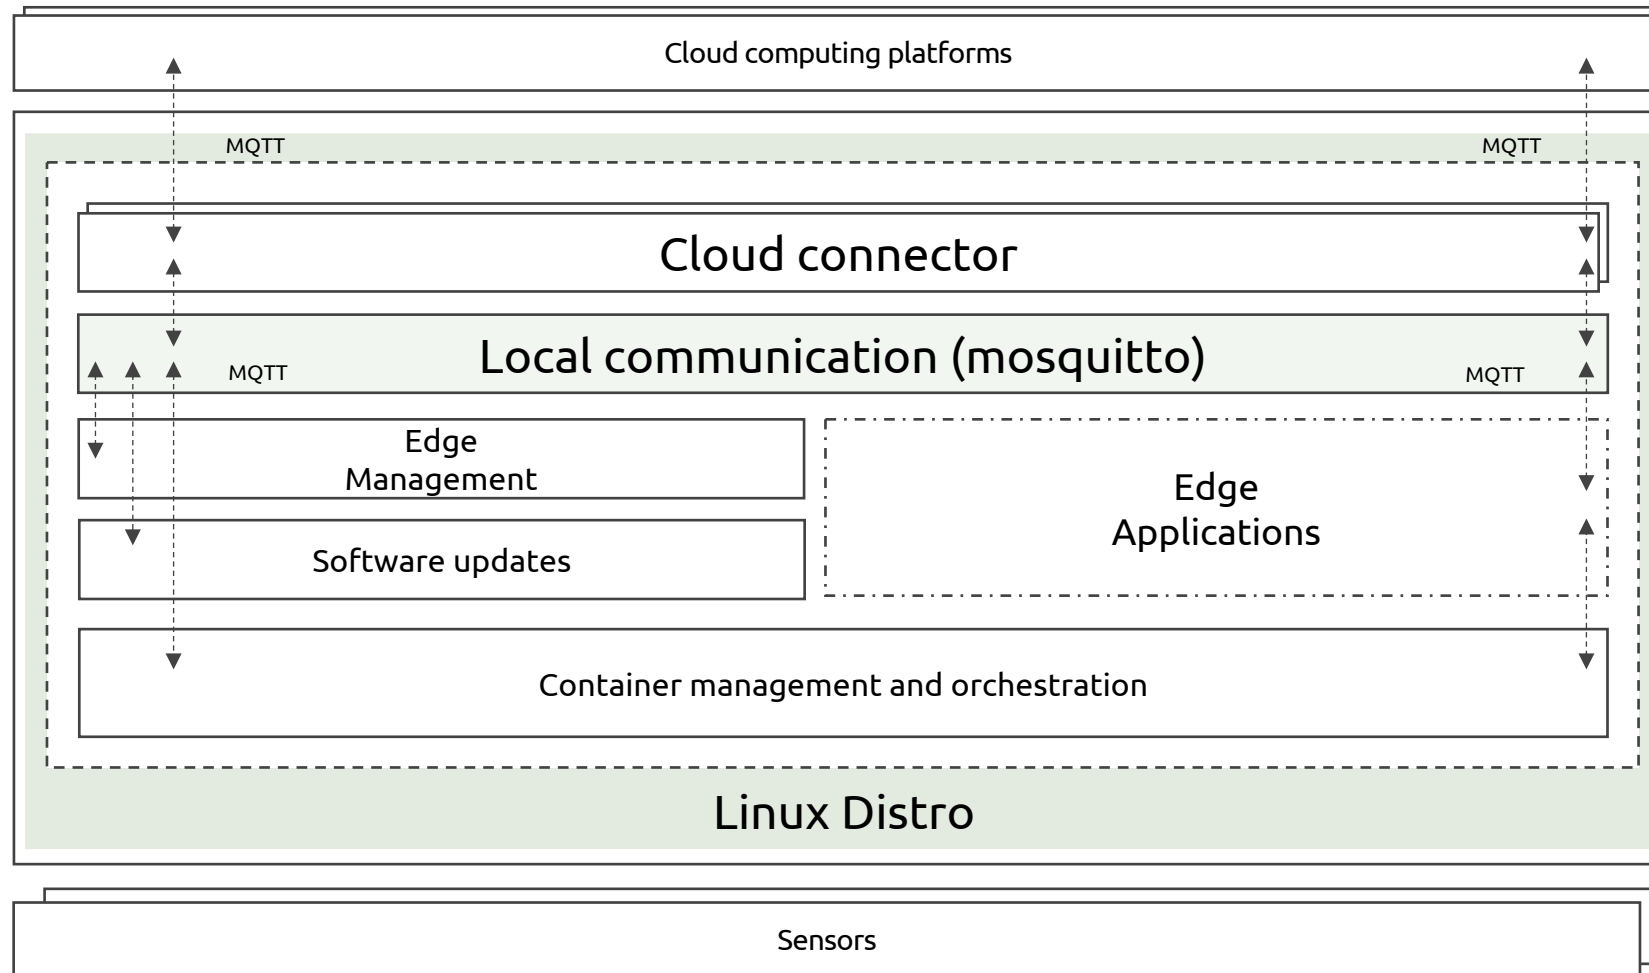 Cloud computing platforms
MQTT
MQTT
Cloud connector
Local communication (mosquitto)
MQTT
MQTT
Edge
Management
Edge
Applications
Software updates
Container management and orchestration
Linux Distro
Sensors